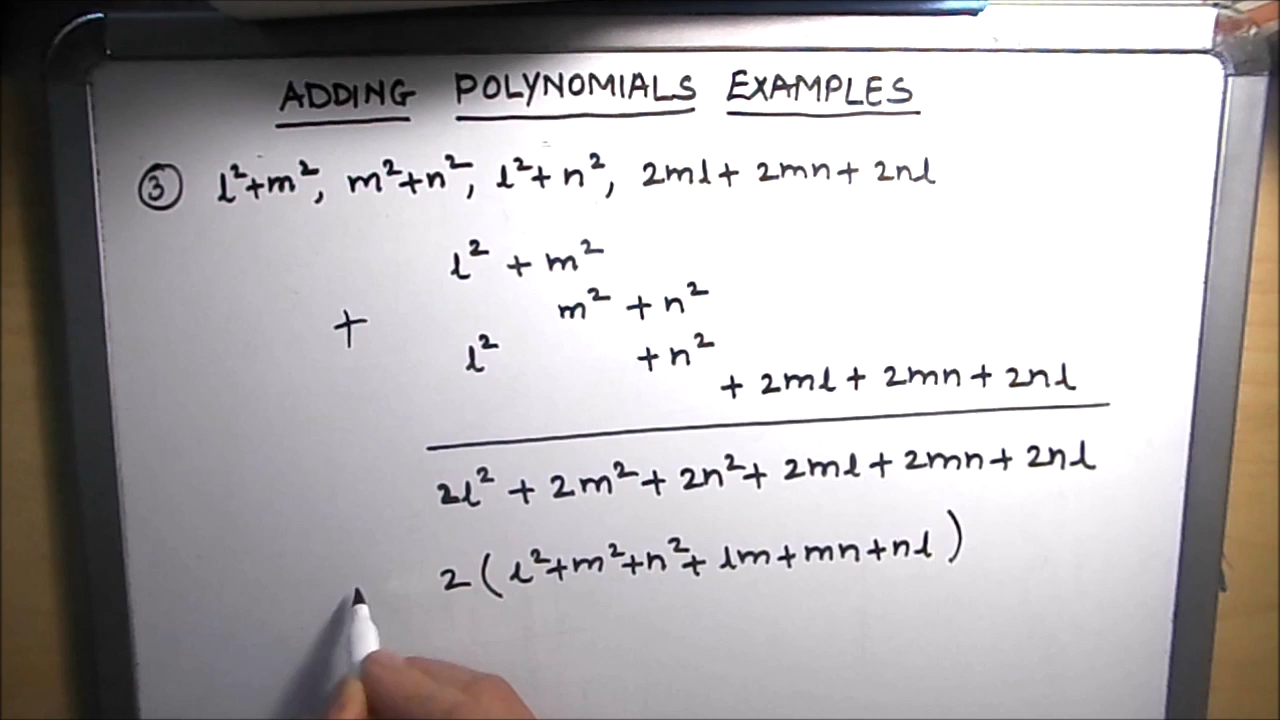 ADDING POLYNOMIALS EXAMPLES
③ l²+m², m²+n², l²+n², 2ml+2mn+2nl
l² + m²
+ m² + n²
l² + n²
+ 2ml + 2mn + 2nl
2l² + 2m² + 2n² + 2ml + 2mn + 2nl
2(l²+m²+n²+lm+mn+nl)